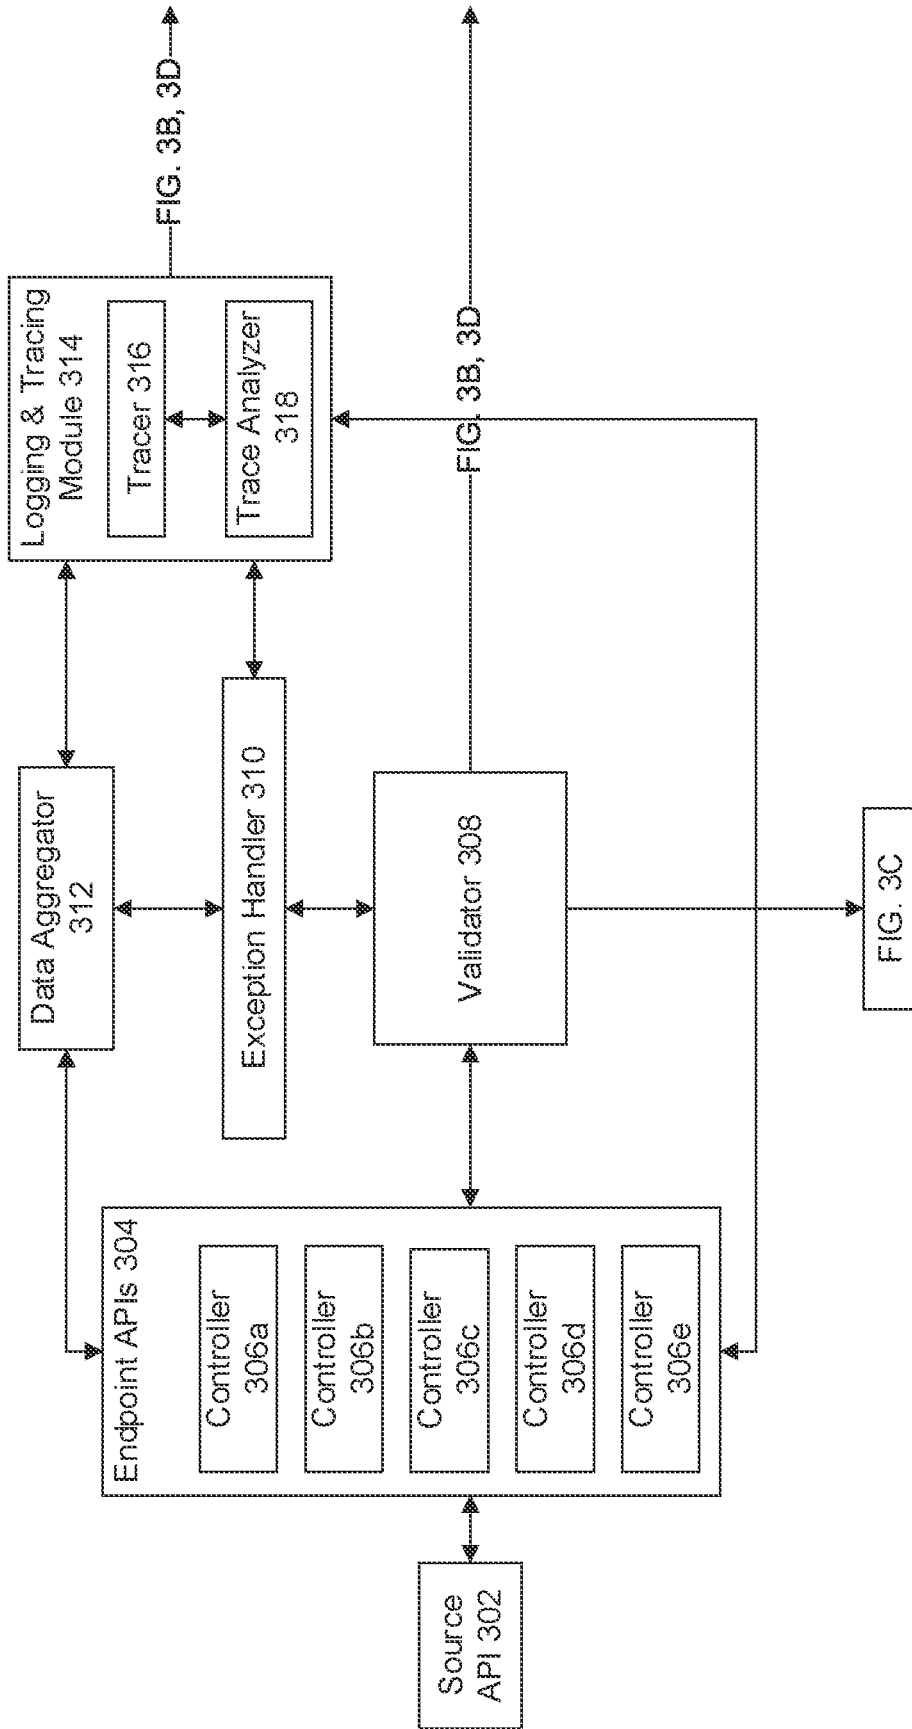 Source
API 302
Endpoint APIs 304
Controller
306a
Controller
306b
Controller
306c
Controller
306d
Controller
306e
Data Aggregator
312
Exception Handler 310
Validator 308
FIG. 3C
Logging & Tracing
Module 314
Tracer 316
Trace Analyzer
318
FIG. 3B, 3D
FIG. 3B, 3D